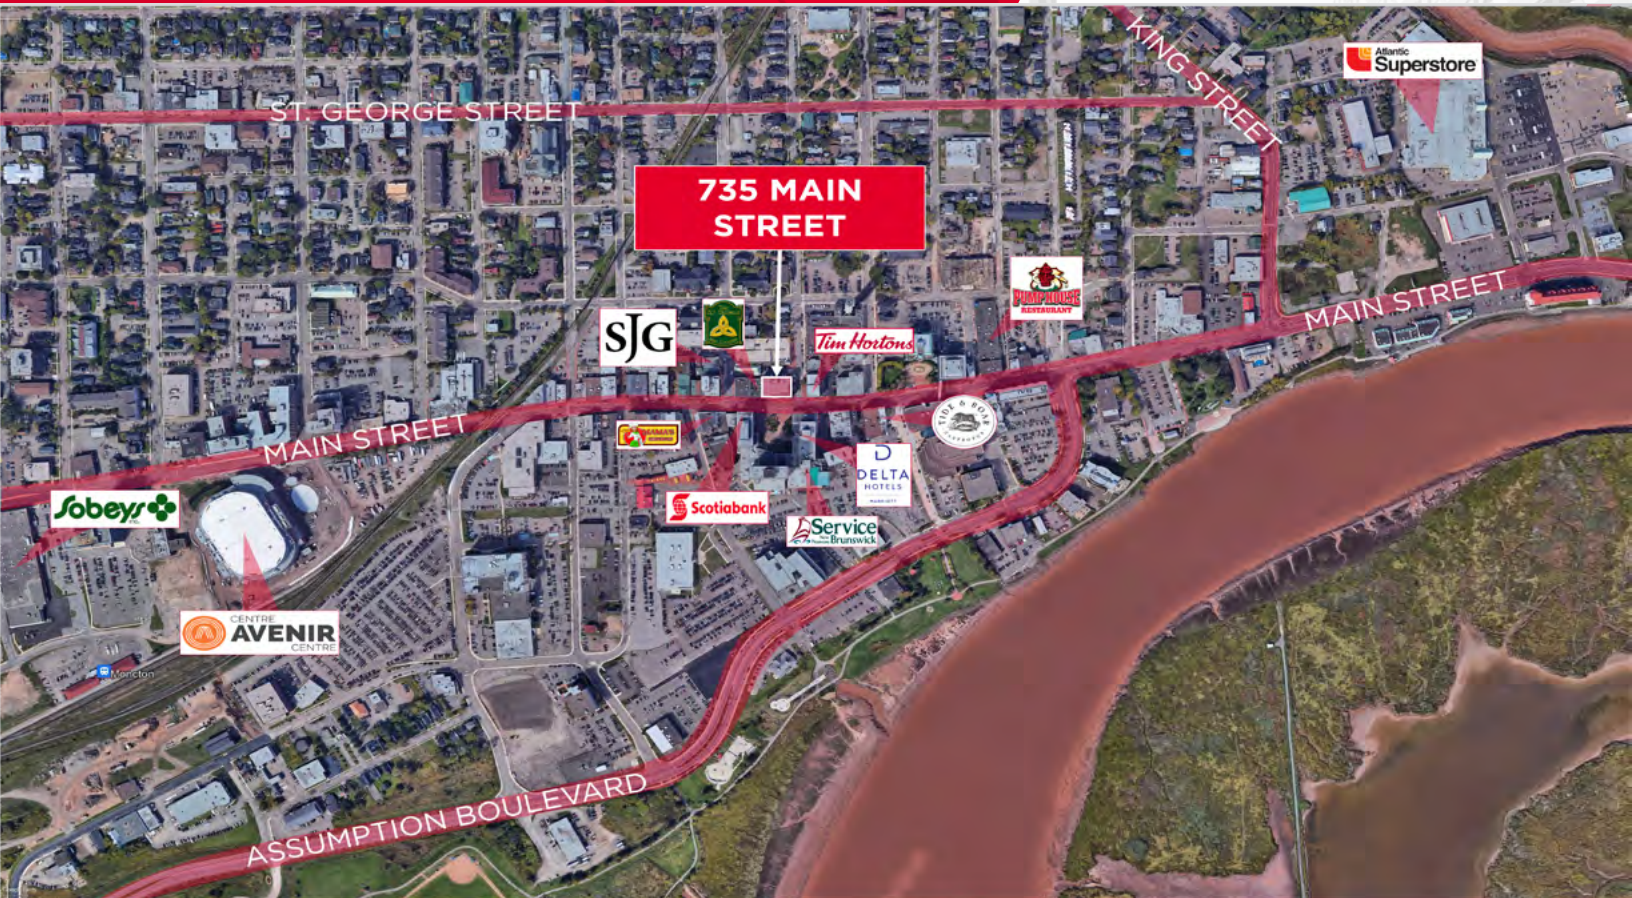 KING STREET
Atlantic
Superstore
ST. GEORGE STREET
735 MAIN
STREET
PUMP HOUSE
RESTAURANT
SJG
Tim Hortons
MAIN STREET
MAIN STREET
TIDE & BOAR
DELTA
HOTELS
MARRIOTT
Scotiabank
Service
New Brunswick
Sobeys
CENTRE
AVENIR
CENTRE
Moncton
ASSUMPTION BOULEVARD